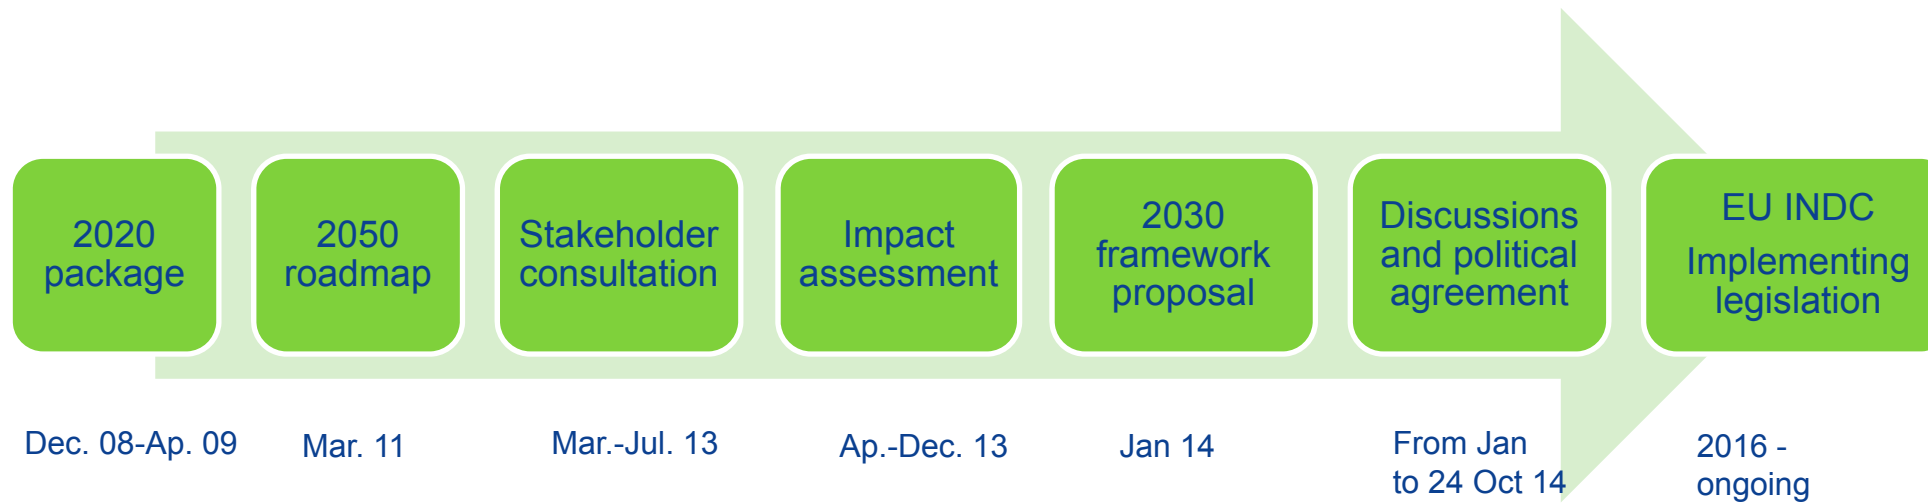 2020
package
2050
roadmap
Stakeholder
consultation
Impact
assessment
2030
framework
proposal
Discussions
and political
agreement
EU INDC
Implementing
legislation
Dec. 08-Ap. 09
Mar. 11
Mar.-Jul. 13
Ap.-Dec. 13
Jan 14
From Jan
to 24 Oct 14
2016 -
ongoing